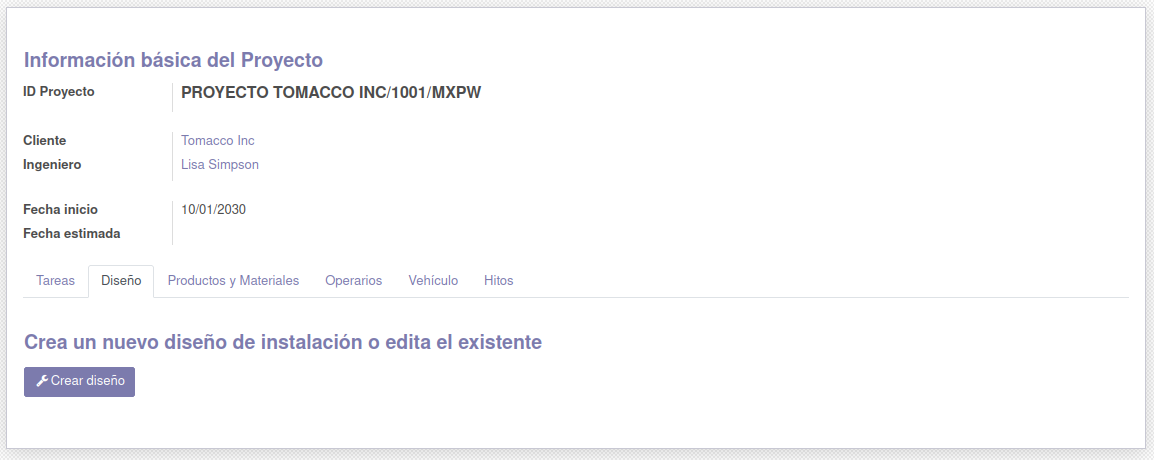 Información básica del Proyecto
ID Proyecto PROYECTO TOMACCO INC/1001/MXPW
Cliente Tomacco Inc
Ingeniero Lisa Simpson
Fecha inicio 10/01/2030
Fecha estimada
Tareas Diseño Productos y Materiales Operarios Vehículo Hitos
Crea un nuevo diseño de instalación o edita el existente
Crear diseño